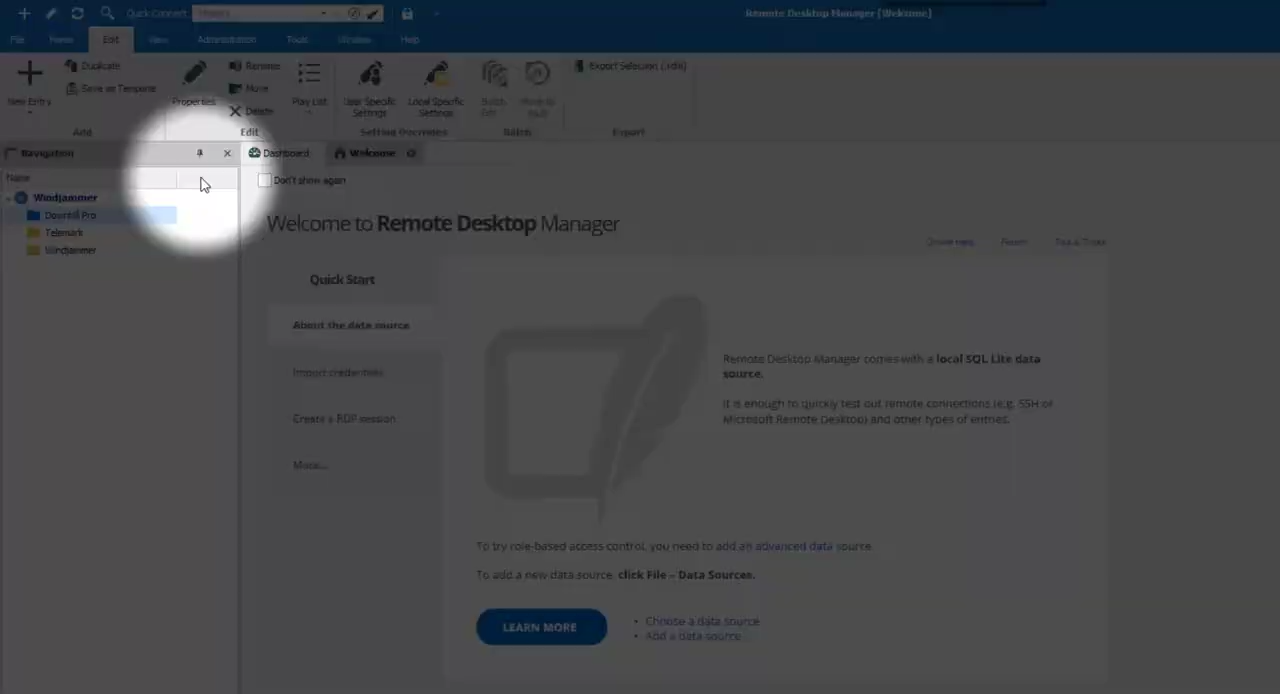 Quick Connect
Remote Desktop Manager [Welcome]
File Home Edit View Administration Tools Window Help
New Entry
Duplicate
Save as Template
Add
Properties
Rename
Move
Delete
Edit
Play List
User Specific
Settings
Local Specific
Settings
Setting Overrides
Batch
Edit
Batch
Export Selection (.rdm)
Export
Navigation
Dashboard
Welcome
Name
Don't show again
Windjammer
Downhill Pro
Telemark
Windjammer
Welcome to Remote Desktop Manager
Online Help Forum Tips & Tricks
Quick Start
About the data source
Import credentials
Create a RDP session
More...
Remote Desktop Manager comes with a local SQL Lite data
source.
It is enough to quickly test out remote connections (e.g. SSH or
Microsoft Remote Desktop) and other types of entries.
To try role-based access control, you need to add an advanced data source.
To add a new data source, click File – Data Sources.
LEARN MORE
• Choose a data source
• Add a data source